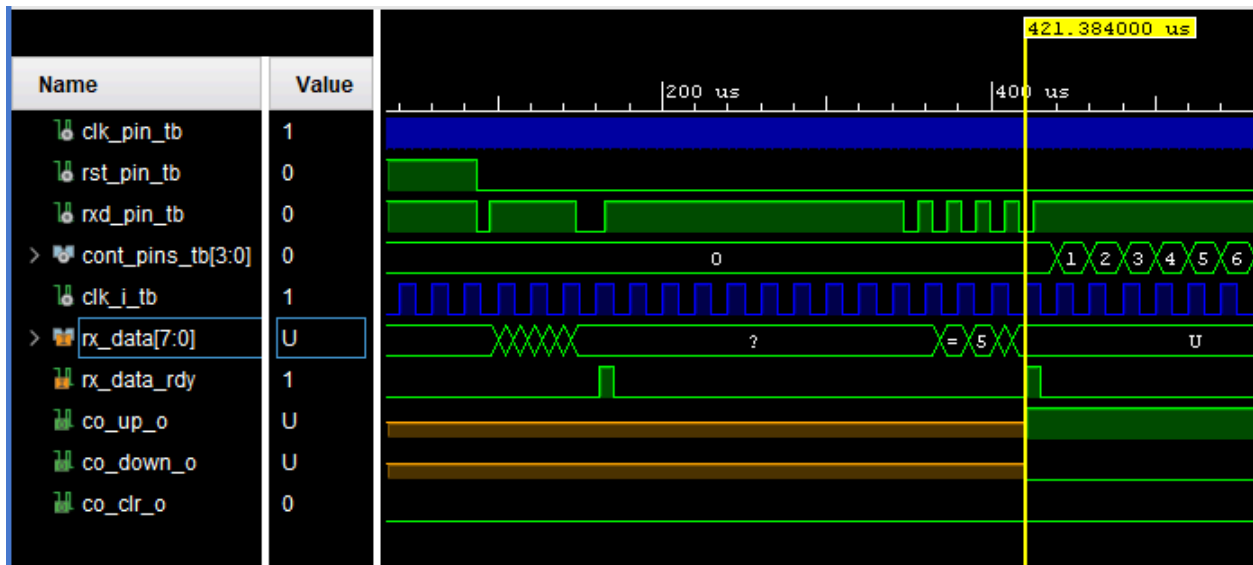 421.384000 us
Name Value
200 us 400 us
clk_pin_tb 1
rst_pin_tb 0
rxd_pin_tb 0
cont_pins_tb[3:0] 0 0 1 2 3 4 5 6
clk_i_tb 1
rx_data[7:0] U ? = 5 U
rx_data_rdy 1
co_up_o U
co_down_o U
co_clr_o 0